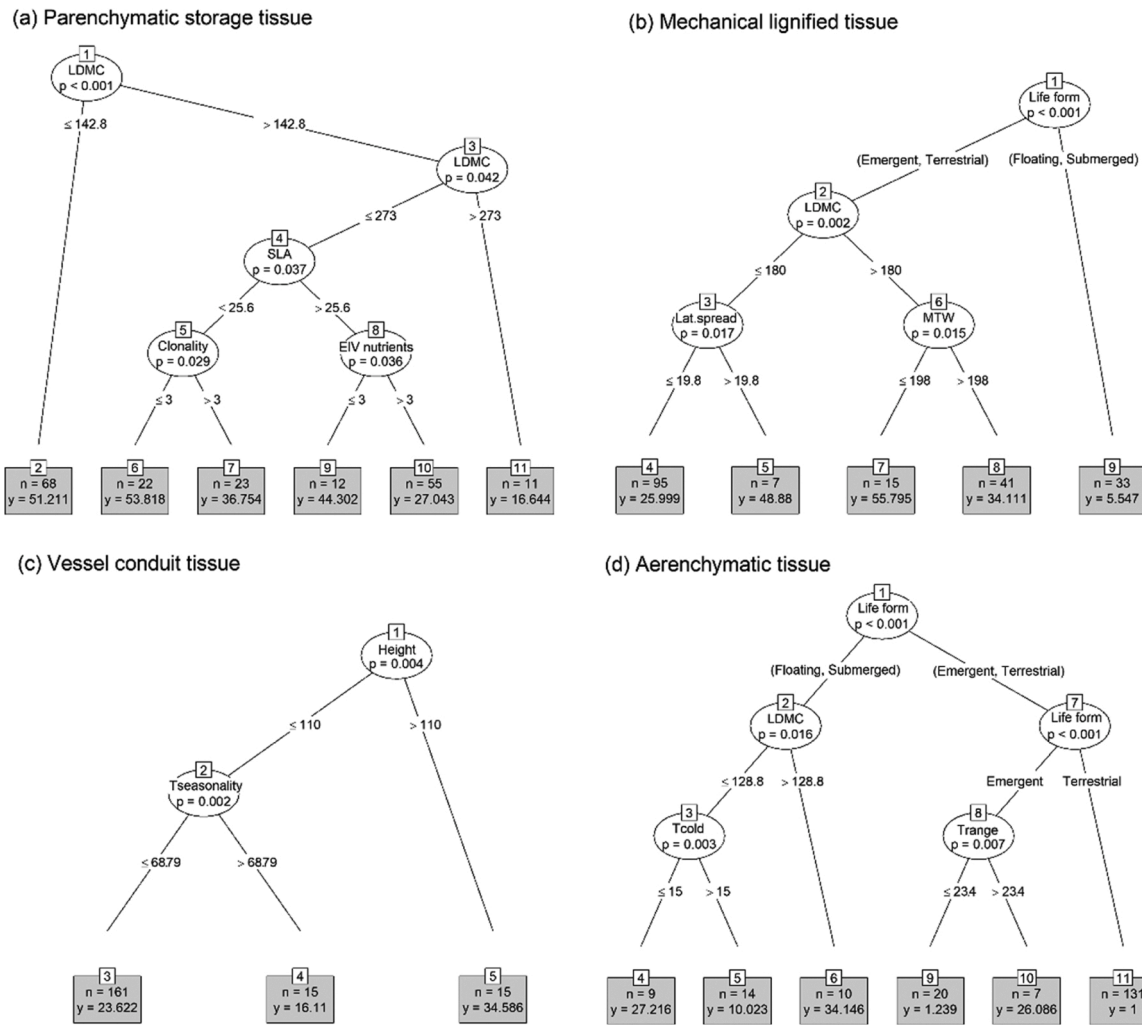 (a) Parenchymatic storage tissue
1
LDMC
p < 0.001
≤ 142.8
> 142.8
3
LDMC
p = 0.042
≤ 273
> 273
4
SLA
p = 0.037
≤ 25.6
> 25.6
5
Clonality
p = 0.029
8
EIV nutrients
p = 0.036
≤ 3
> 3
≤ 3
> 3
2
n = 68
y = 51.211
6
n = 22
y = 53.818
7
n = 23
y = 36.754
9
n = 12
y = 44.302
10
n = 55
y = 27.043
11
n = 11
y = 16.644
(b) Mechanical lignified tissue
1
Life form
p < 0.001
(Emergent, Terrestrial)
(Floating, Submerged)
2
LDMC
p = 0.002
≤ 180
> 180
3
Lat.spread
p = 0.017
6
MTW
p = 0.015
≤ 19.8
> 19.8
≤ 198
> 198
4
n = 95
y = 25.999
5
n = 7
y = 48.88
7
n = 15
y = 55.795
8
n = 41
y = 34.111
9
n = 33
y = 5.547
(c) Vessel conduit tissue
1
Height
p = 0.004
≤ 110
> 110
2
Tseasonality
p = 0.002
≤ 6879
> 6879
3
n = 161
y = 23.622
4
n = 15
y = 16.11
5
n = 15
y = 34.586
(d) Aerenchymatic tissue
1
Life form
p < 0.001
(Floating, Submerged)
(Emergent, Terrestrial)
2
LDMC
p = 0.016
7
Life form
p < 0.001
≤ 128.8
> 128.8
Emergent
Terrestrial
3
Tcold
p = 0.003
8
Trange
p = 0.007
≤ 15
> 15
≤ 23.4
> 23.4
4
n = 9
y = 27.216
5
n = 14
y = 10.023
6
n = 10
y = 34.146
9
n = 20
y = 1.239
10
n = 7
y = 26.086
11
n = 131
y = 1